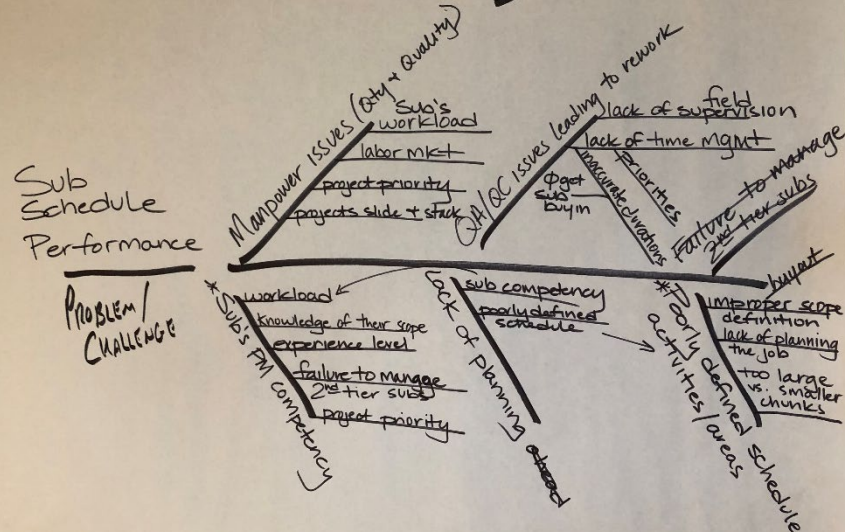 Sub
Schedule
Performance
PROBLEM/
CHALLENGE
Manpower issues (Qty + Quality)
Sub's
workload
labor mkt
project priority
projects slide + stack
QA/QC issues leading to rework
lack of field
supervision
lack of time mgmt
priorities
inaccurate durations
Øget
sub
buy in
Failure to manage
2nd tier subs
buyout
*Sub's PM competency
workload
knowledge of their scope
experience level
failure to manage
2nd tier subs
project priority
Lack of planning ahead
sub competency
poorly defined
schedule
*Poorly defined schedule
activities/areas
improper scope
definition
lack of planning
the job
too large
vs. smaller
chunks